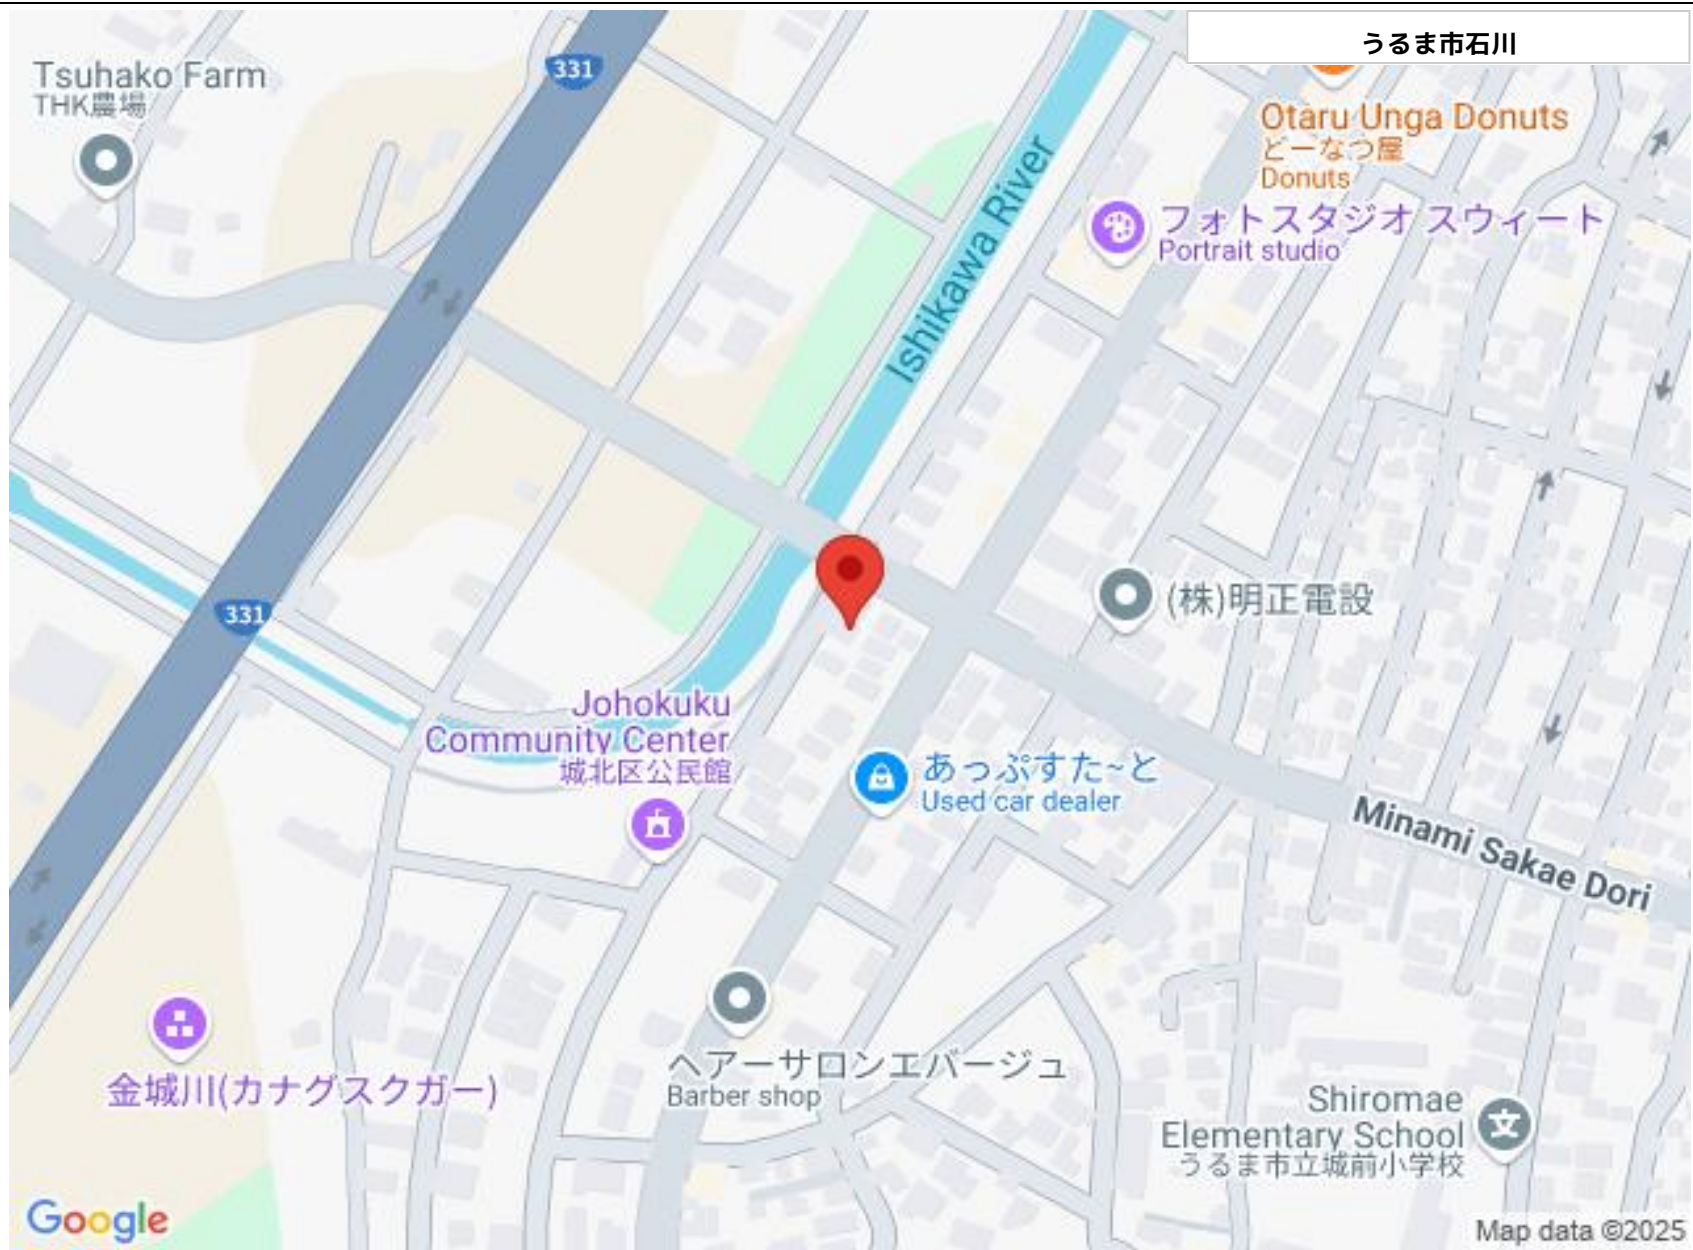 うるま市石川
331
Tsuhako Farm
THK農場
Otaru Unga Donuts
どーなつ屋
Donuts
Ishikawa River
フォトスタジオ スウィート
Portrait studio
331
(株)明正電設
Johokuku
Community Center
城北区公民館
あっぷすた~と
Used car dealer
Minami Sakae Dori
金城川(カナグスクガー)
ヘアーサロンエバージュ
Barber shop
Shiromae
Elementary School
うるま市立城前小学校
文
Google
Map data ©2025